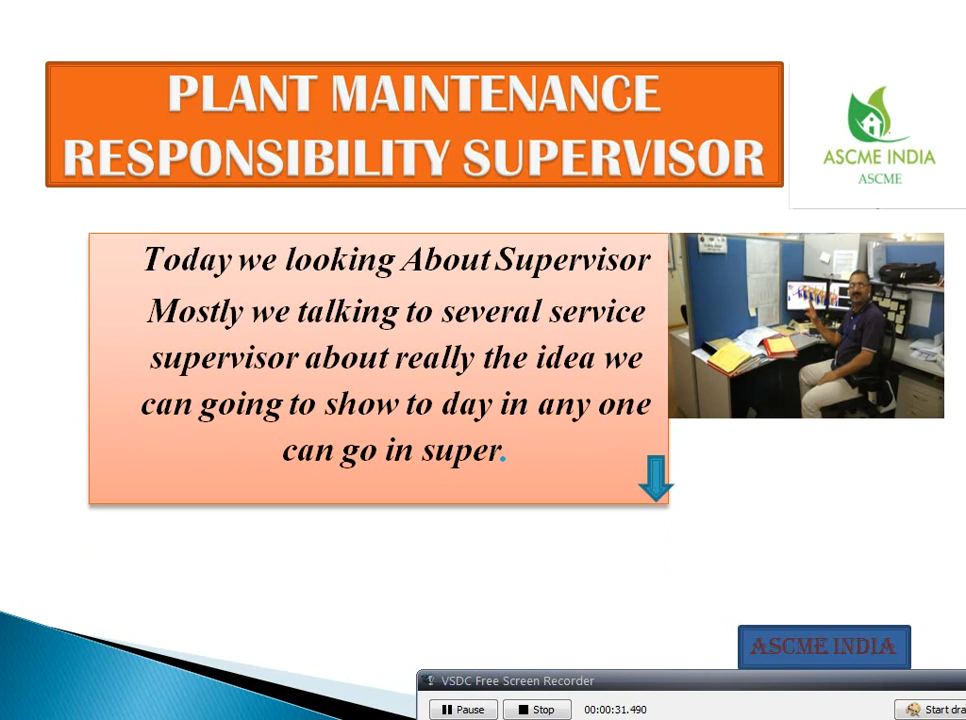 PLANT MAINTENANCE
RESPONSIBILITY SUPERVISOR
ASCME INDIA
ASCME
Today we looking About Supervisor
Mostly we talking to several service
supervisor about really the idea we
can going to show to day in any one
can go in super.
ASCME INDIA
VSDC Free Screen Recorder
Pause
Stop
00:00:31.490
Start dra